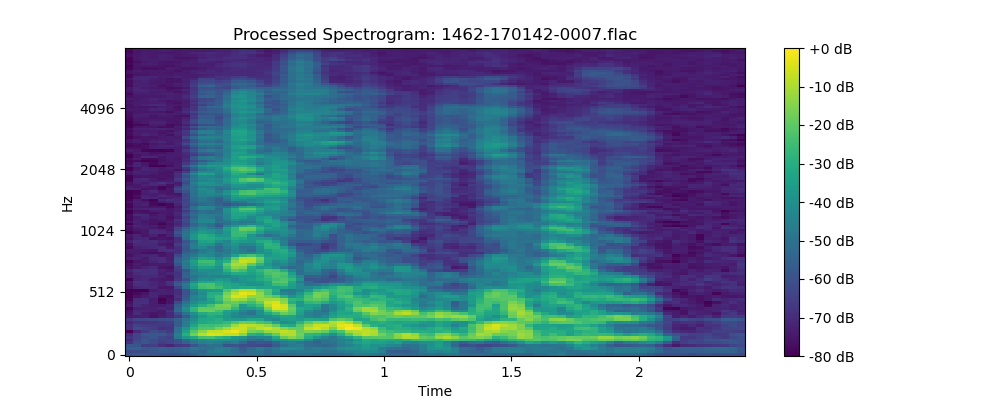 Processed Spectrogram: 1462-170142-0007.flac
Hz
4096
2048
1024
512
0
0
0.5
1
1.5
2
Time
+0 dB
-10 dB
-20 dB
-30 dB
-40 dB
-50 dB
-60 dB
-70 dB
-80 dB